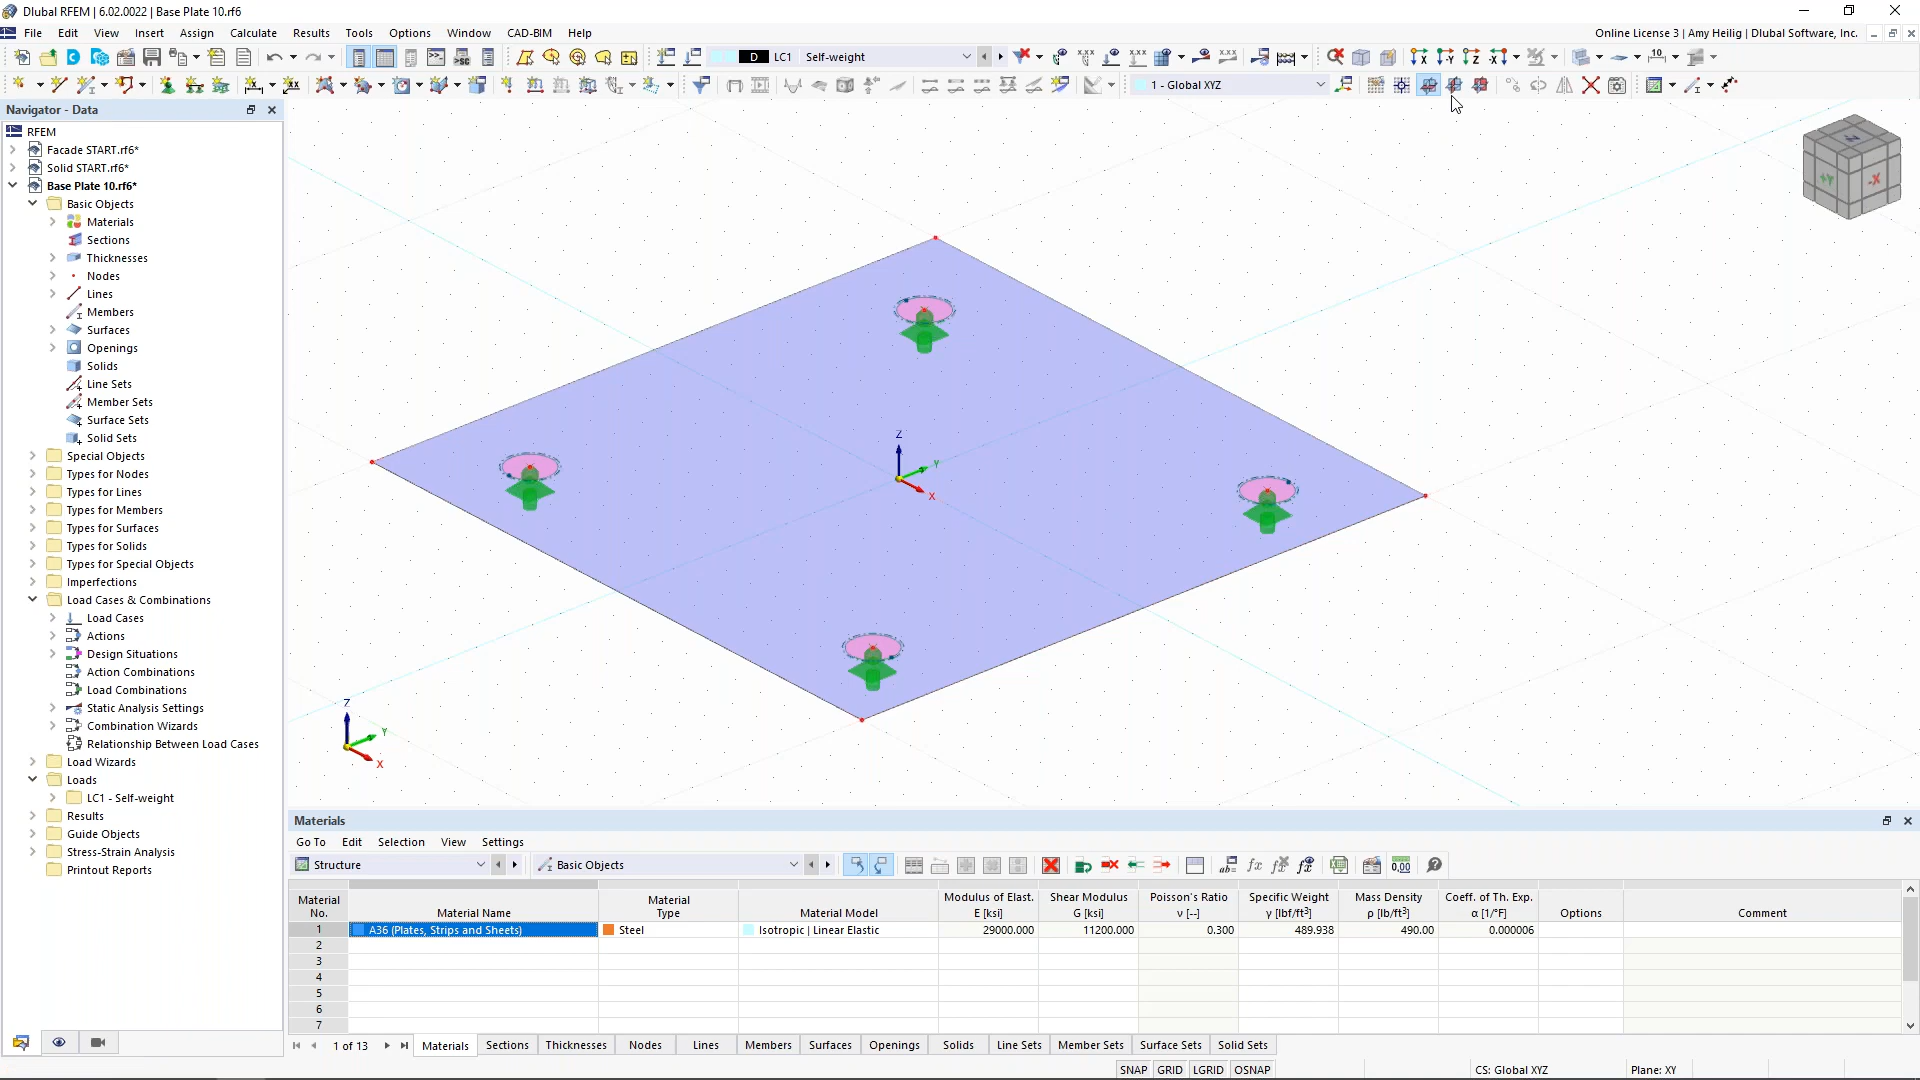 Dlubal RFEM | 6.02.0022 | Base Plate 10.rf6
File Edit View Insert Assign Calculate Results Tools Options Window CAD-BIM Help
Online License 3 | Amy Heilig | Dlubal Software, Inc.
D LC1 Self-weight
1 - Global XYZ
Navigator - Data
RFEM
Facade START.rf6*
Solid START.rf6*
Base Plate 10.rf6*
Basic Objects
Materials
Sections
Thicknesses
Nodes
Lines
Members
Surfaces
Openings
Solids
Line Sets
Member Sets
Surface Sets
Solid Sets
Special Objects
Types for Nodes
Types for Lines
Types for Members
Types for Surfaces
Types for Solids
Types for Special Objects
Imperfections
Load Cases & Combinations
Load Cases
Actions
Design Situations
Action Combinations
Load Combinations
Static Analysis Settings
Combination Wizards
Relationship Between Load Cases
Load Wizards
Loads
LC1 - Self-weight
Results
Guide Objects
Stress-Strain Analysis
Printout Reports
+Y -X
Z
Y
X
Z
Y
X
Materials
Go To Edit Selection View Settings
Structure Basic Objects
Material No. Material Name Material Type Material Model Modulus of Elast. E [ksi] Shear Modulus G [ksi] Poisson's Ratio ν [--] Specific Weight γ [lbf/ft³] Mass Density ρ [lb/ft³] Coeff. of Th. Exp. α [1/°F] Options Comment
1 A36 (Plates, Strips and Sheets) Steel Isotropic | Linear Elastic 29000.000 11200.000 0.300 489.938 490.00 0.000006
2
3
4
5
6
7
1 of 13 Materials Sections Thicknesses Nodes Lines Members Surfaces Openings Solids Line Sets Member Sets Surface Sets Solid Sets
SNAP GRID LGRID OSNAP CS: Global XYZ Plane: XY